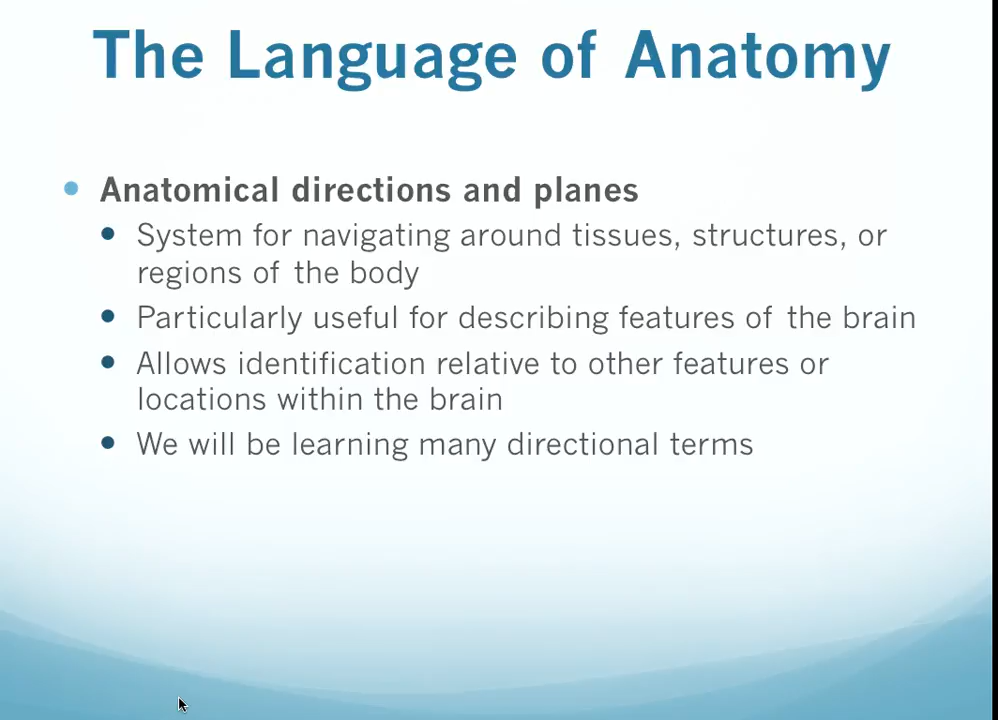 The Language of Anatomy
Anatomical directions and planes
System for navigating around tissues, structures, or
regions of the body
Particularly useful for describing features of the brain
Allows identification relative to other features or
locations within the brain
We will be learning many directional terms